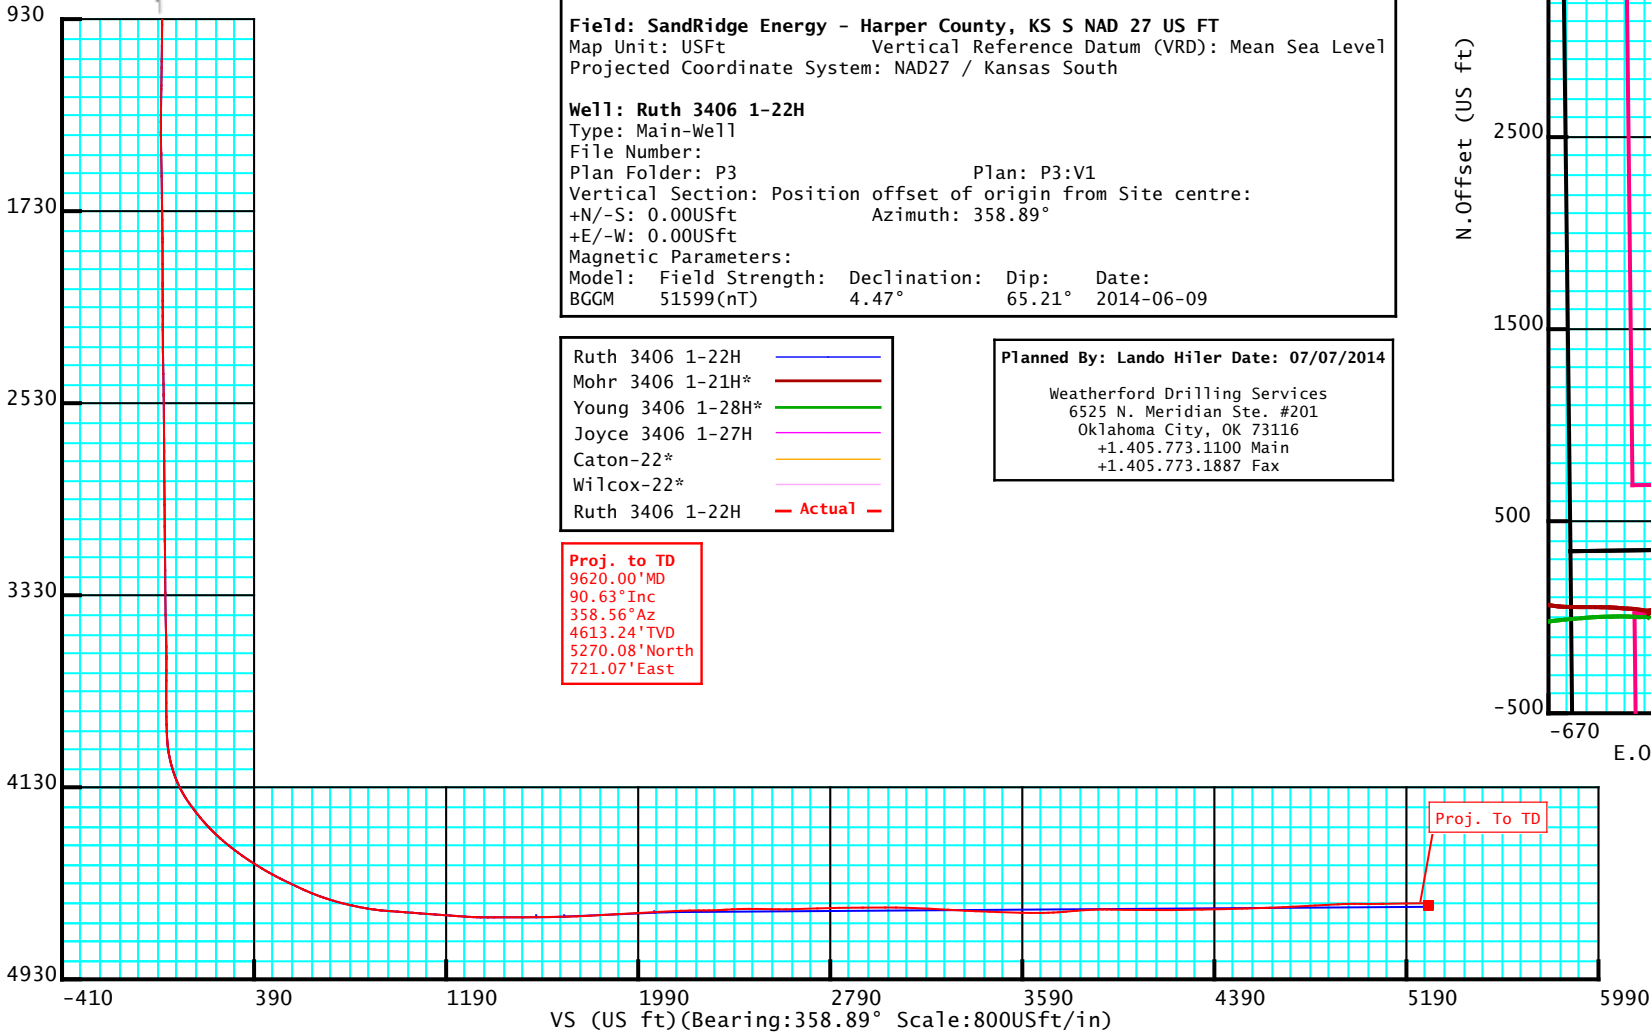 930
1730
2530
3330
4130
4930
Field: SandRidge Energy - Harper County, KS S NAD 27 US FT
Map Unit: USFt Vertical Reference Datum (VRD): Mean Sea Level
Projected Coordinate System: NAD27 / Kansas South
Well: Ruth 3406 1-22H
Type: Main-Well
File Number:
Plan Folder: P3 Plan: P3:V1
Vertical Section: Position offset of origin from Site centre:
+N/-S: 0.00USft Azimuth: 358.89°
+E/-W: 0.00USft
Magnetic Parameters:
Model: Field Strength: Declination: Dip: Date:
BGGM 51599(nT) 4.47° 65.21° 2014-06-09
Ruth 3406 1-22H
Mohr 3406 1-21H*
Young 3406 1-28H*
Joyce 3406 1-27H
Caton-22*
Wilcox-22*
Ruth 3406 1-22H Actual
Planned By: Lando Hiler Date: 07/07/2014
Weatherford Drilling Services
6525 N. Meridian Ste. #201
Oklahoma City, OK 73116
+1.405.773.1100 Main
+1.405.773.1887 Fax
Proj. to TD
9620.00'MD
90.63°Inc
358.56°Az
4613.24'TVD
5270.08'North
721.07'East
N.Offset (US ft)
2500
1500
500
-500
-670
E.O
Proj. To TD
-410 390 1190 1990 2790 3590 4390 5190 5990
VS (US ft)(Bearing:358.89° Scale:800USft/in)